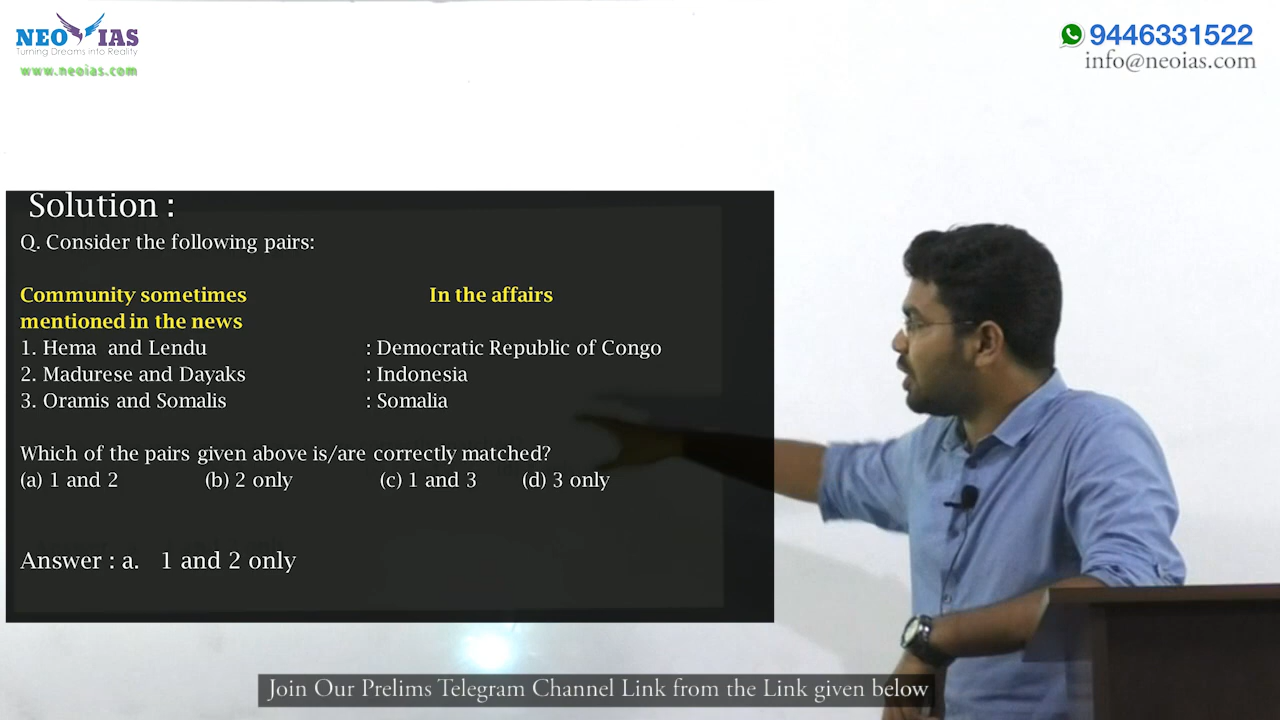 NEO IAS
Turning Dreams into Reality
www.neoias.com
9446331522
info@neoias.com
Solution :
Q. Consider the following pairs:
Community sometimes In the affairs
mentioned in the news
1. Hema and Lendu : Democratic Republic of Congo
2. Madurese and Dayaks : Indonesia
3. Oramis and Somalis : Somalia
Which of the pairs given above is/are correctly matched?
(a) 1 and 2 (b) 2 only (c) 1 and 3 (d) 3 only
Answer : a. 1 and 2 only
Join Our Prelims Telegram Channel Link from the Link given below